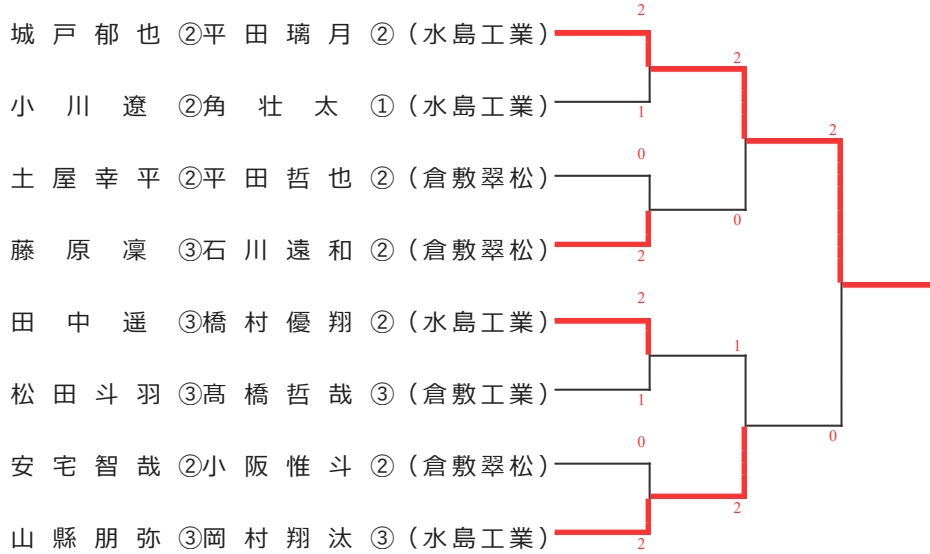 2
城戸郁也②平田璃月②(水島工業)
2
小川遼②角壮太①(水島工業)
1
2
0
土屋幸平②平田哲也②(倉敷翠松)
0
藤原凜③石川遠和②(倉敷翠松)
2
2
田中遥③橋村優翔②(水島工業)
1
松田斗羽③髙橋哲哉③(倉敷工業)
1
0
0
安宅智哉②小阪惟斗②(倉敷翠松)
2
山縣朋弥③岡村翔汰③(水島工業)
2